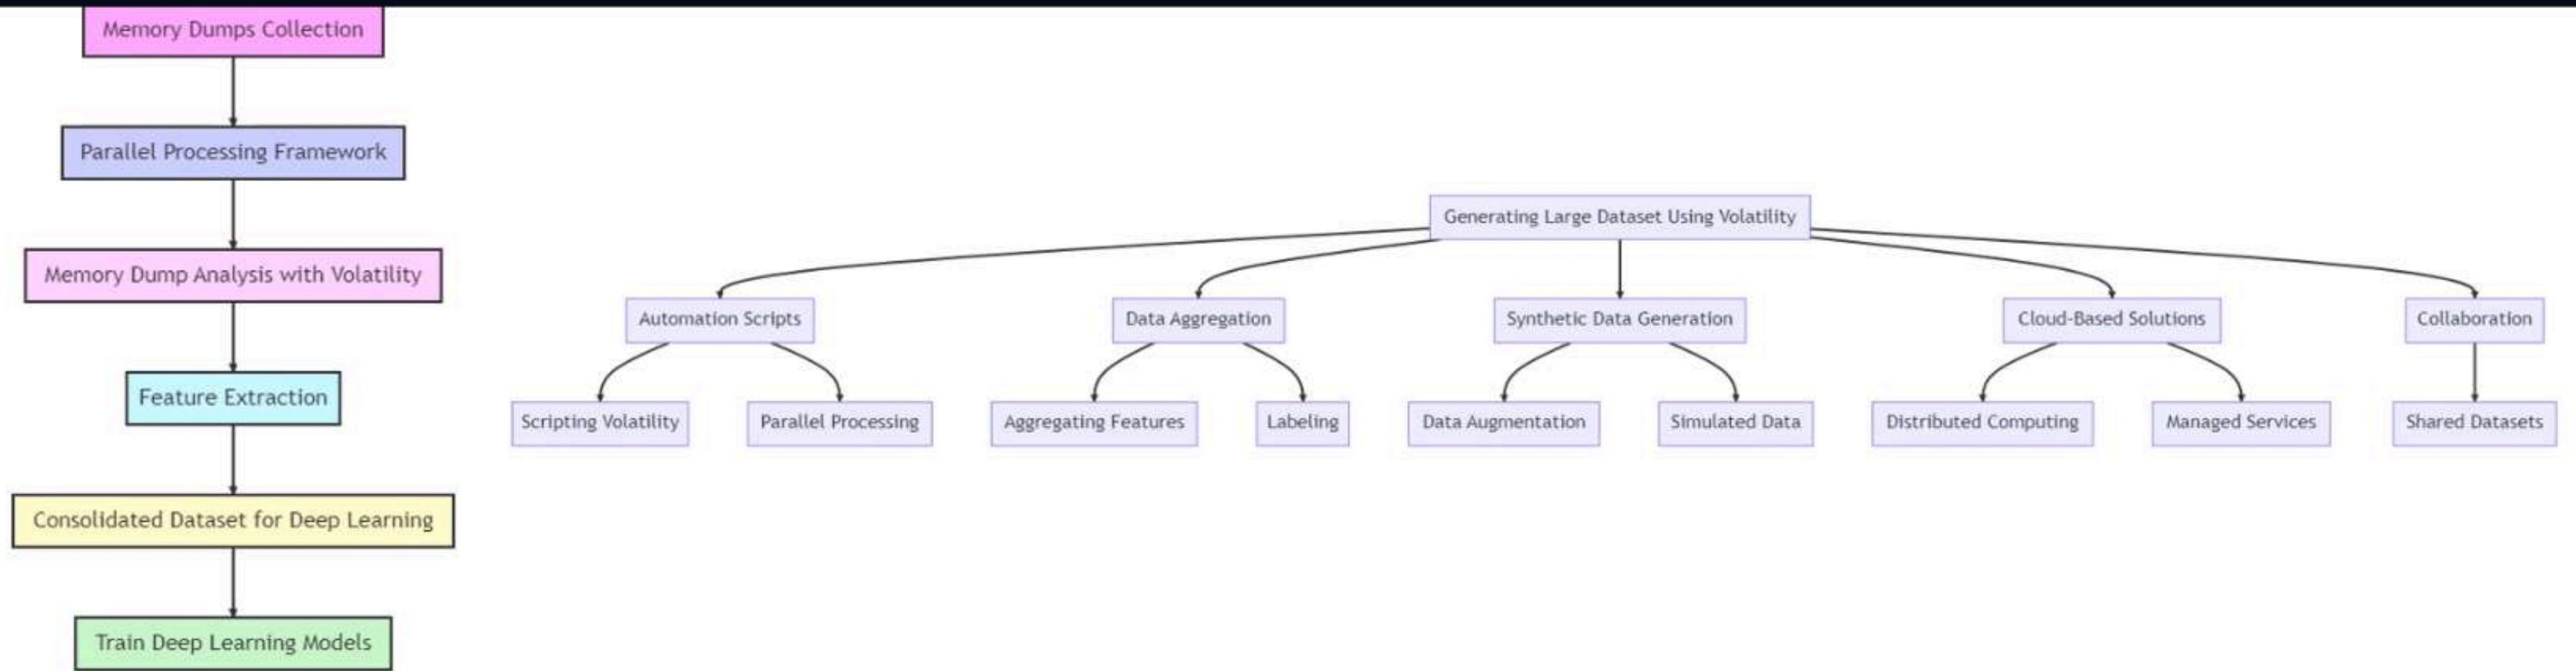 Memory Dumps Collection
Parallel Processing Framework
Memory Dump Analysis with Volatility
Feature Extraction
Consolidated Dataset for Deep Learning
Train Deep Learning Models
Generating Large Dataset Using Volatility
Automation Scripts
Data Aggregation
Synthetic Data Generation
Cloud-Based Solutions
Collaboration
Scripting Volatility
Parallel Processing
Aggregating Features
Labeling
Data Augmentation
Simulated Data
Distributed Computing
Managed Services
Shared Datasets